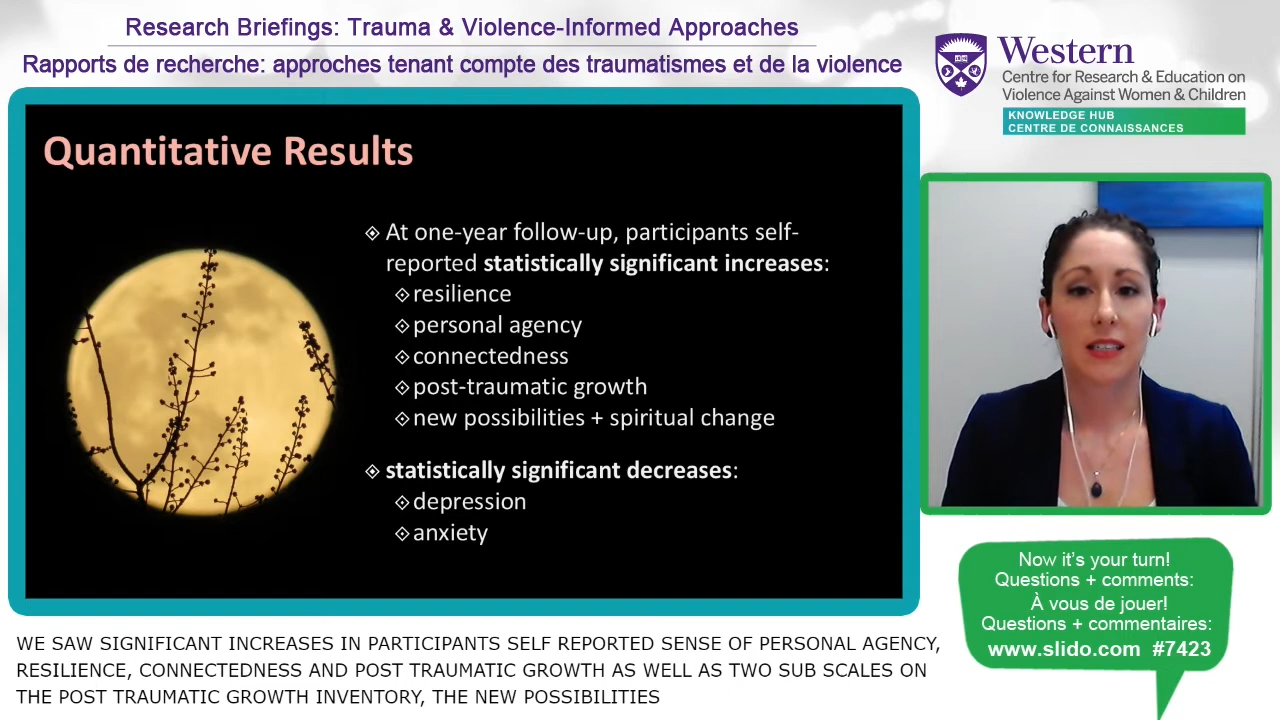 Research Briefings: Trauma & Violence-Informed Approaches
Rapports de recherche: approches tenant compte des traumatismes et de la violence
Western
Centre for Research & Education on
Violence Against Women & Children
KNOWLEDGE HUB
CENTRE DE CONNAISSANCES
Quantitative Results
At one-year follow-up, participants self-
reported statistically significant increases:
resilience
personal agency
connectedness
post-traumatic growth
new possibilities + spiritual change
statistically significant decreases:
depression
anxiety
Now it's your turn!
Questions + comments:
À vous de jouer!
Questions + commentaires:
www.slido.com #7423
WE SAW SIGNIFICANT INCREASES IN PARTICIPANTS SELF REPORTED SENSE OF PERSONAL AGENCY,
RESILIENCE, CONNECTEDNESS AND POST TRAUMATIC GROWTH AS WELL AS TWO SUB SCALES ON
THE POST TRAUMATIC GROWTH INVENTORY, THE NEW POSSIBILITIES